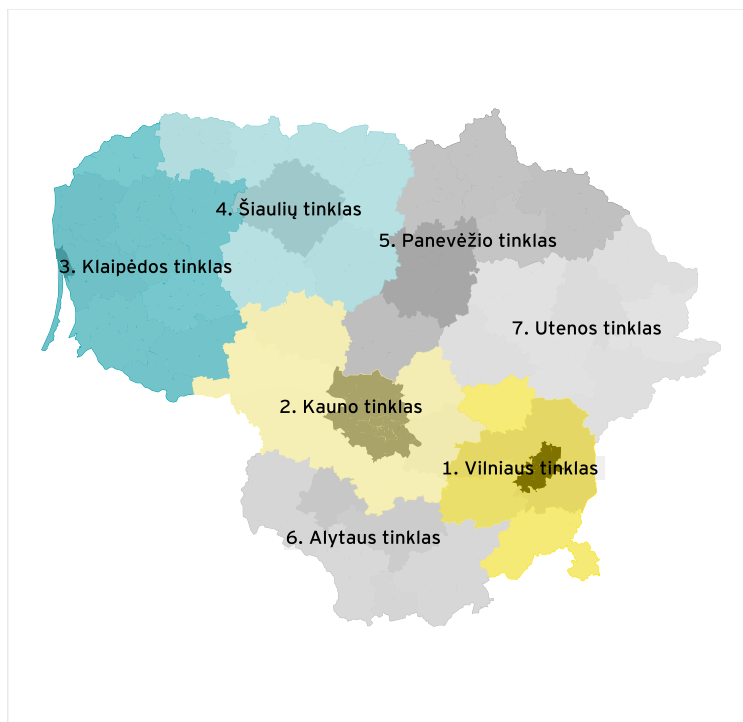 4. Šiaulių tinklas
5. Panevėžio tinklas
3. Klaipėdos tinklas
7. Utenos tinklas
2. Kauno tinklas
1. Vilniaus tinklas
6. Alytaus tinklas